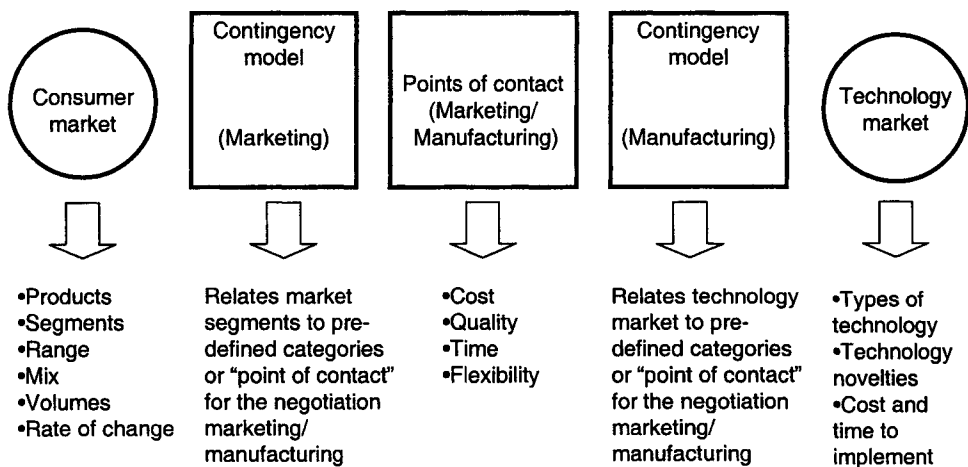 Consumer
market
Contingency
model
(Marketing)
Points of contact
(Marketing/
Manufacturing)
Contingency
model
(Manufacturing)
Technology
market
•Products
•Segments
•Range
•Mix
•Volumes
•Rate of change
Relates market
segments to pre-
defined categories
or “point of contact”
for the negotiation
marketing/
manufacturing
•Cost
•Quality
•Time
•Flexibility
Relates technology
market to pre-
defined categories
or “point of contact”
for the negotiation
marketing/
manufacturing
•Types of
technology
•Technology
novelties
•Cost and
time to
implement